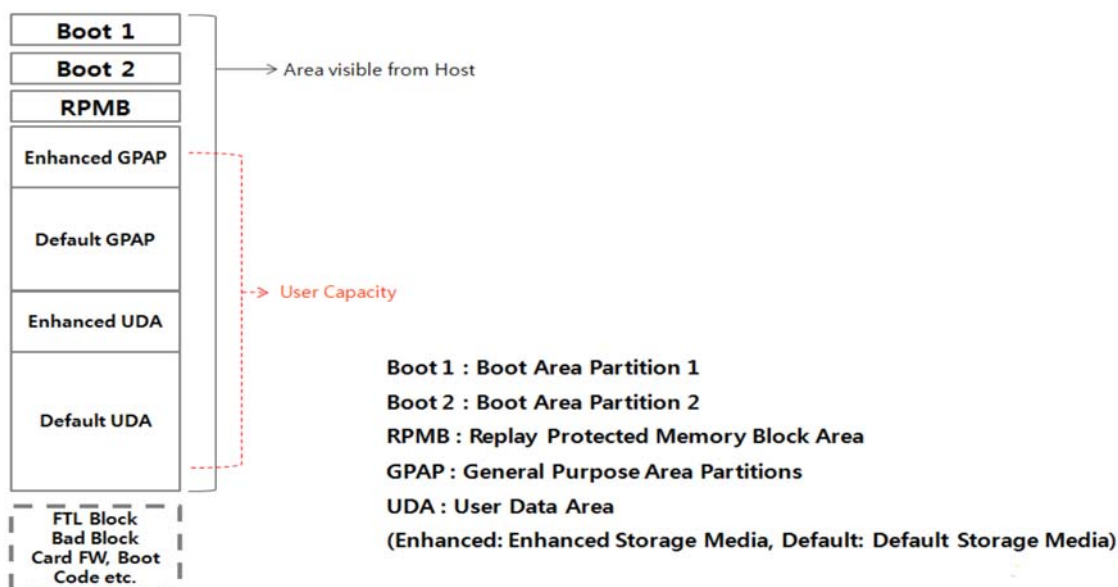 Boot 1
Boot 2
RPMB
Enhanced GPAP
Default GPAP
Enhanced UDA
Default UDA
FTL Block
Bad Block
Card FW, Boot
Code etc.
Area visible from Host
User Capacity
Boot 1 : Boot Area Partition 1
Boot 2 : Boot Area Partition 2
RPMB : Replay Protected Memory Block Area
GPAP : General Purpose Area Partitions
UDA : User Data Area
(Enhanced: Enhanced Storage Media, Default: Default Storage Media)